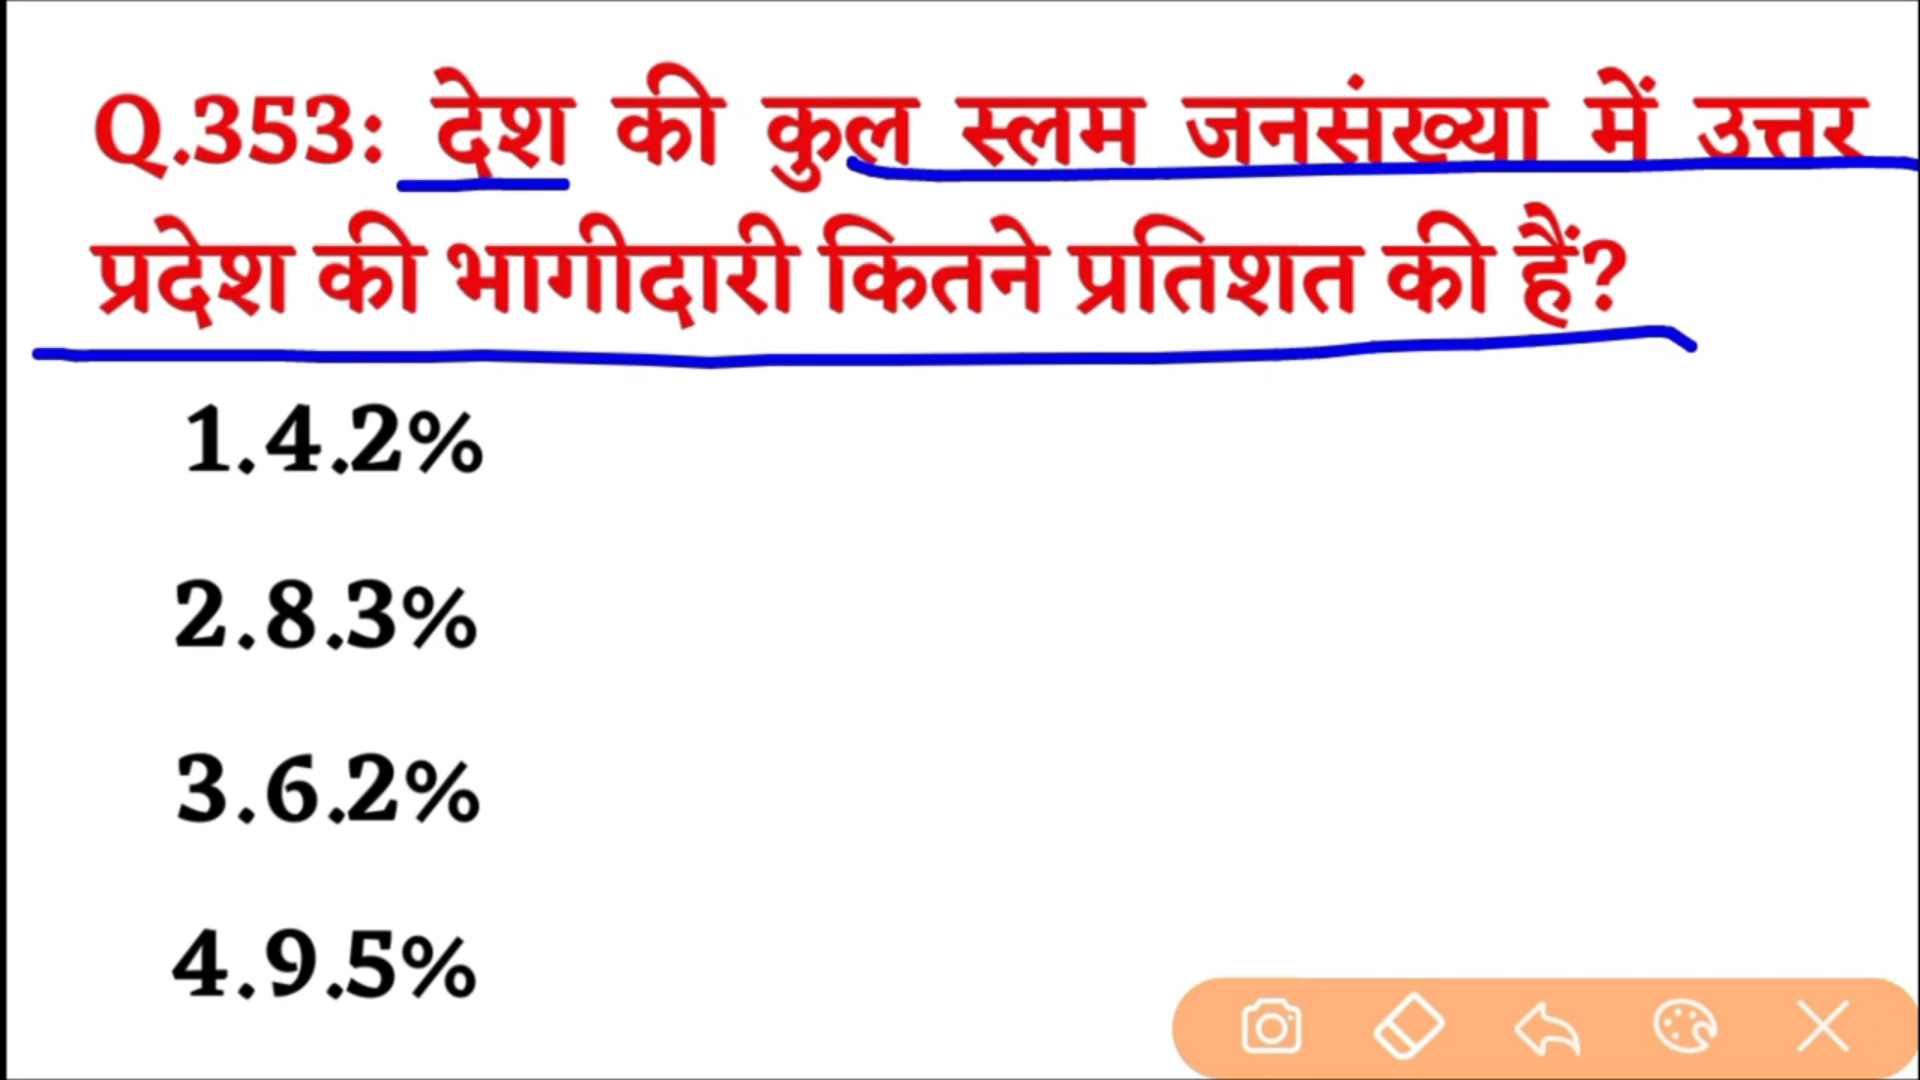 Q.353: देश की कुल स्लम जनसंख्या में उत्तर
प्रदेश की भागीदारी कितने प्रतिशत की हैं?
1.4.2%
2.8.3%
3.6.2%
4.9.5%